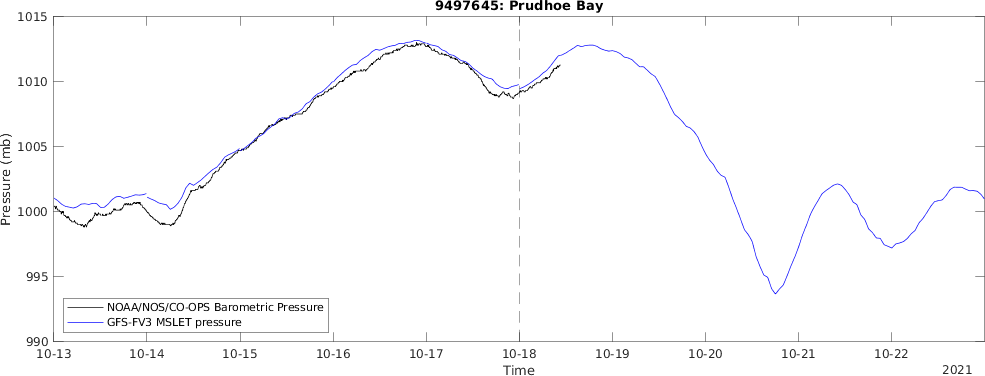 9497645: Prudhoe Bay
1015
1010
1005
1000
995
990
Pressure (mb)
NOAA/NOS/CO-OPS Barometric Pressure
GFS-FV3 MSLET pressure
10-13 10-14 10-15 10-16 10-17 10-18 10-19 10-20 10-21 10-22
Time
2021